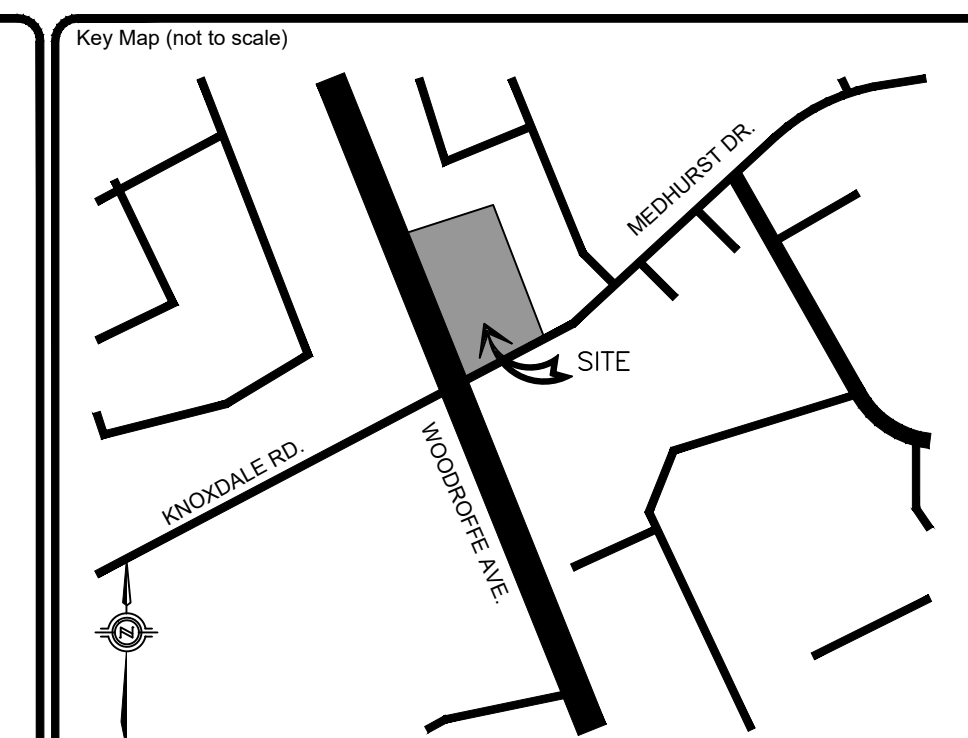 Key Map (not to scale)
MEDHURST DR.
SITE
KNOXDALE RD.
WOODROFFE AVE.
N